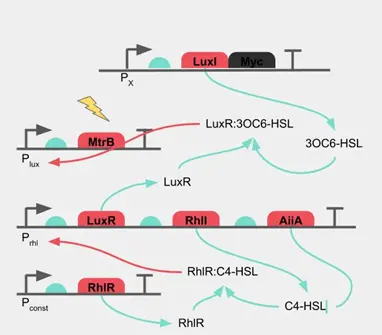 LuxI Myc
PX
LuxR:3OC6-HSL
MtrB
3OC6-HSL
Plux
LuxR
LuxR RhlI AiiA
Prhl
RhlR:C4-HSL
RhlR
C4-HSL
Pconst
RhlR